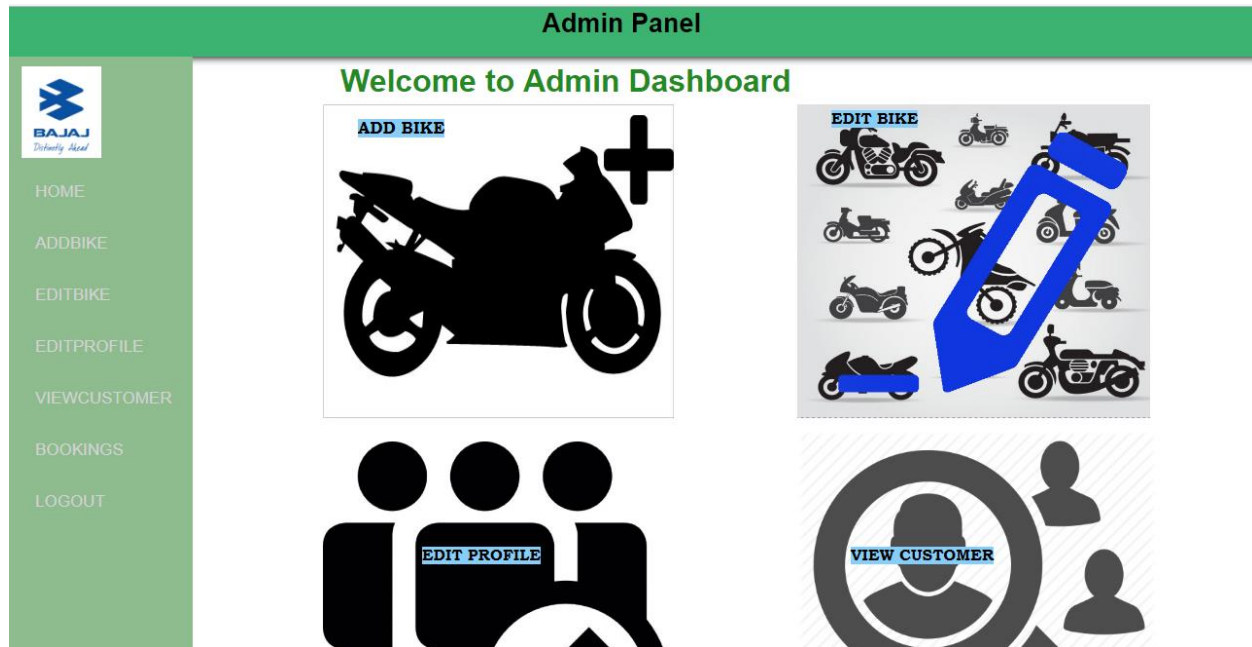 Admin Panel
BAJAJ
Distinctly Ahead
HOME
ADDBIKE
EDITBIKE
EDITPROFILE
VIEWCUSTOMER
BOOKINGS
LOGOUT
Welcome to Admin Dashboard
ADD BIKE
EDIT BIKE
EDIT PROFILE
VIEW CUSTOMER